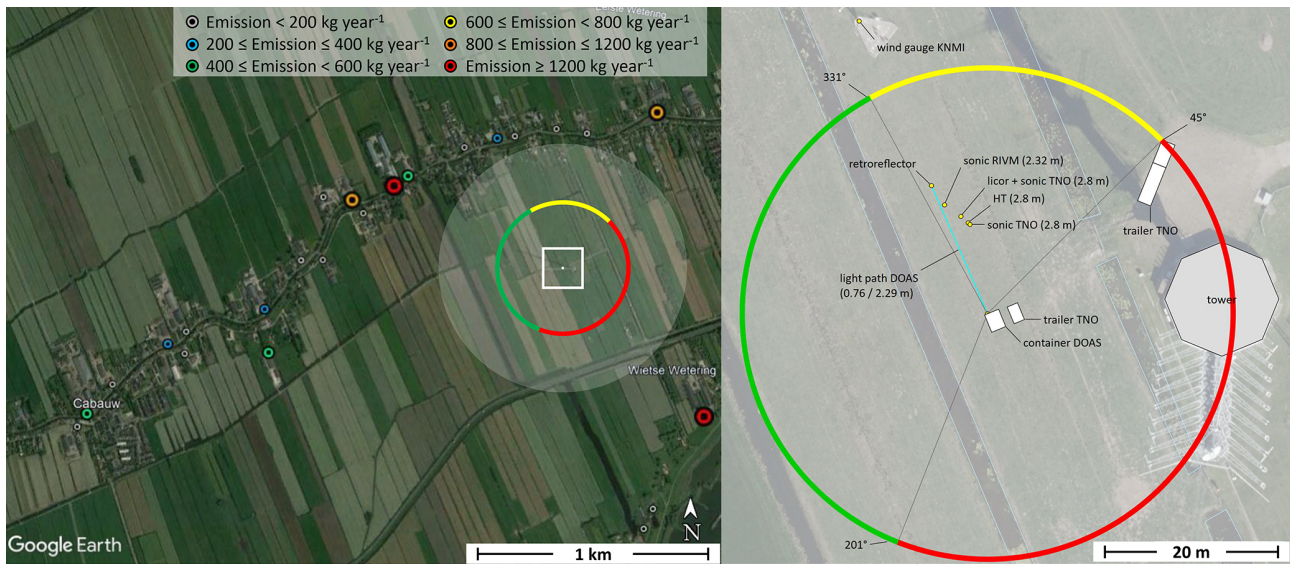 Eerste Wetering
Emission < 200 kg year-1
200 ≤ Emission ≤ 400 kg year-1
400 ≤ Emission < 600 kg year-1
600 ≤ Emission < 800 kg year-1
800 ≤ Emission ≤ 1200 kg year-1
Emission ≥ 1200 kg year-1
Wietse Wetering
Cabauw
N
Google Earth
1 km
wind gauge KNMI
331°
45°
retroreflector
sonic RIVM (2.32 m)
licor + sonic TNO (2.8 m)
HT (2.8 m)
sonic TNO (2.8 m)
trailer TNO
light path DOAS
(0.76 / 2.29 m)
tower
trailer TNO
container DOAS
201°
20 m